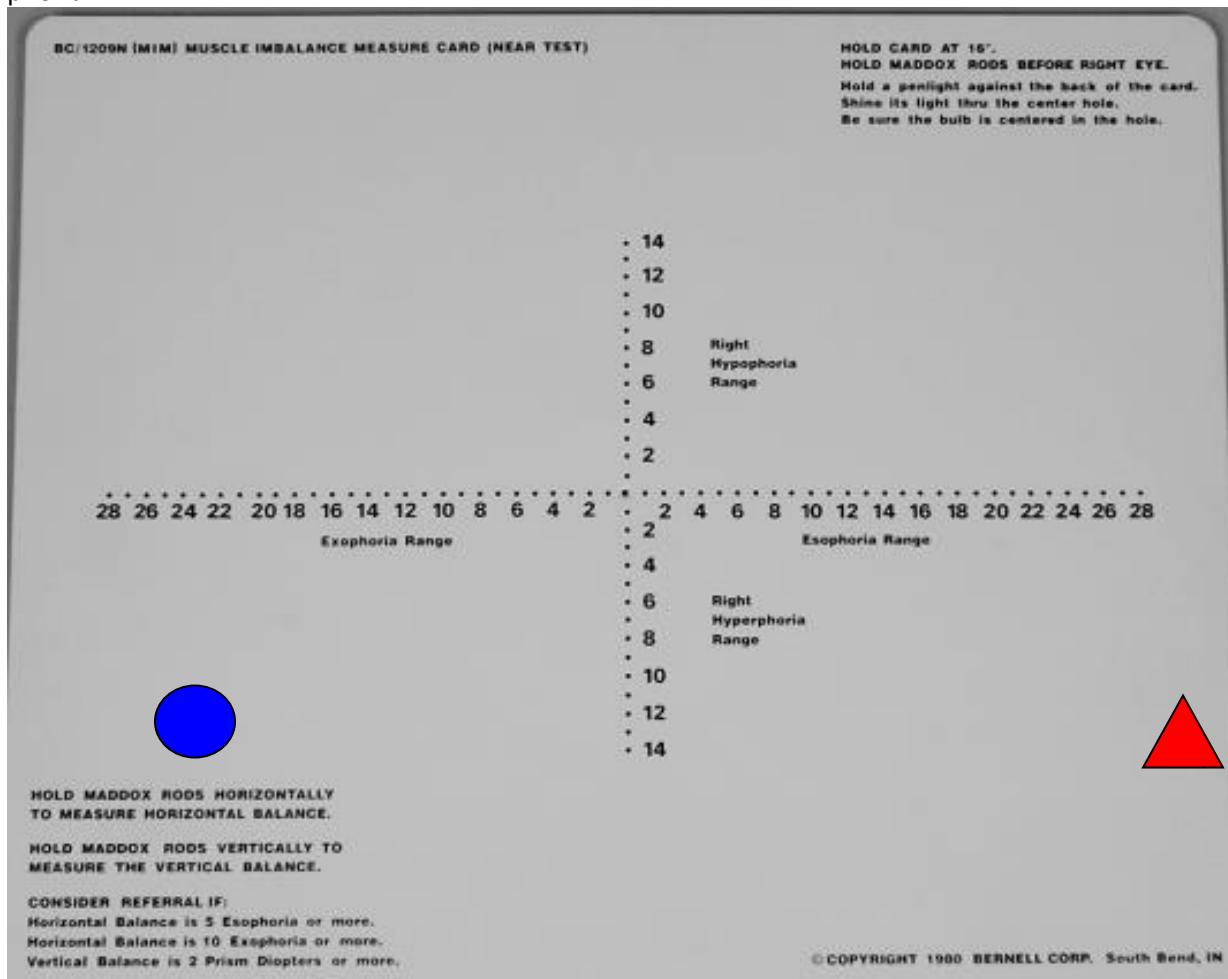 BC/1209N (MIM) MUSCLE IMBALANCE MEASURE CARD (NEAR TEST)
HOLD CARD AT 16".
HOLD MADDOX RODS BEFORE RIGHT EYE.
Hold a penlight against the back of the card.
Shine its light thru the center hole.
Be sure the bulb is centered in the hole.
14
12
10
8
6
4
2
Right
Hypophoria
Range
28 26 24 22 20 18 16 14 12 10 8 6 4 2 2 4 6 8 10 12 14 16 18 20 22 24 26 28
Exophoria Range
Esophoria Range
2
4
6
8
10
12
14
Right
Hyperphoria
Range
HOLD MADDOX RODS HORIZONTALLY
TO MEASURE HORIZONTAL BALANCE.
HOLD MADDOX RODS VERTICALLY TO
MEASURE THE VERTICAL BALANCE.
CONSIDER REFERRAL IF:
Horizontal Balance is 5 Esophoria or more.
Horizontal Balance is 10 Exophoria or more.
Vertical Balance is 2 Prism Diopters or more.
© COPYRIGHT 1980 BERNELL CORP. South Bend, IN